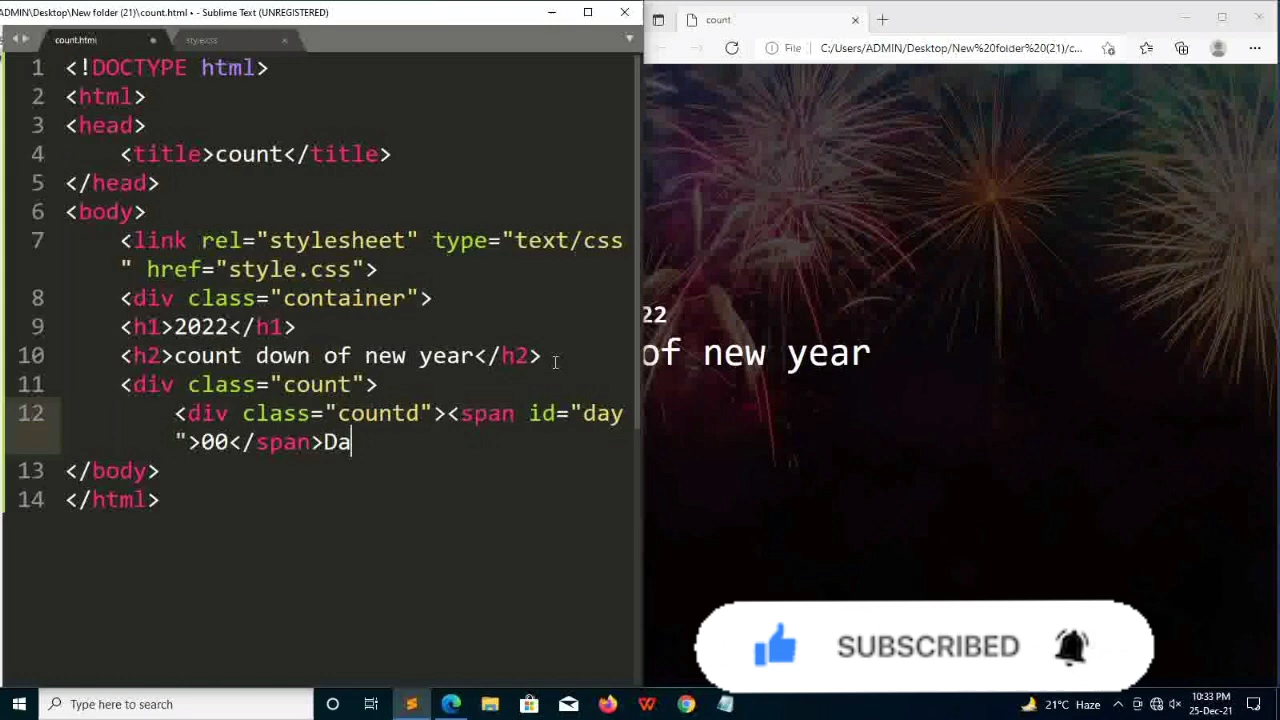 ADMIN\Desktop\New folder (21)\count.html • - Sublime Text (UNREGISTERED)
count.html
style.css
1 <!DOCTYPE html>
2 <html>
3 <head>
4 <title>count</title>
5 </head>
6 <body>
7 <link rel="stylesheet" type="text/css
" href="style.css">
8 <div class="container">
9 <h1>2022</h1>
10 <h2>count down of new year</h2>
11 <div class="count">
12 <div class="countd"><span id="day
">00</span>Da
13 </body>
14 </html>
count
File C:/Users/ADMIN/Desktop/New%20folder%20(21)/c...
22
of new year
SUBSCRIBED
Type here to search
21°C Haze
10:33 PM
25-Dec-21